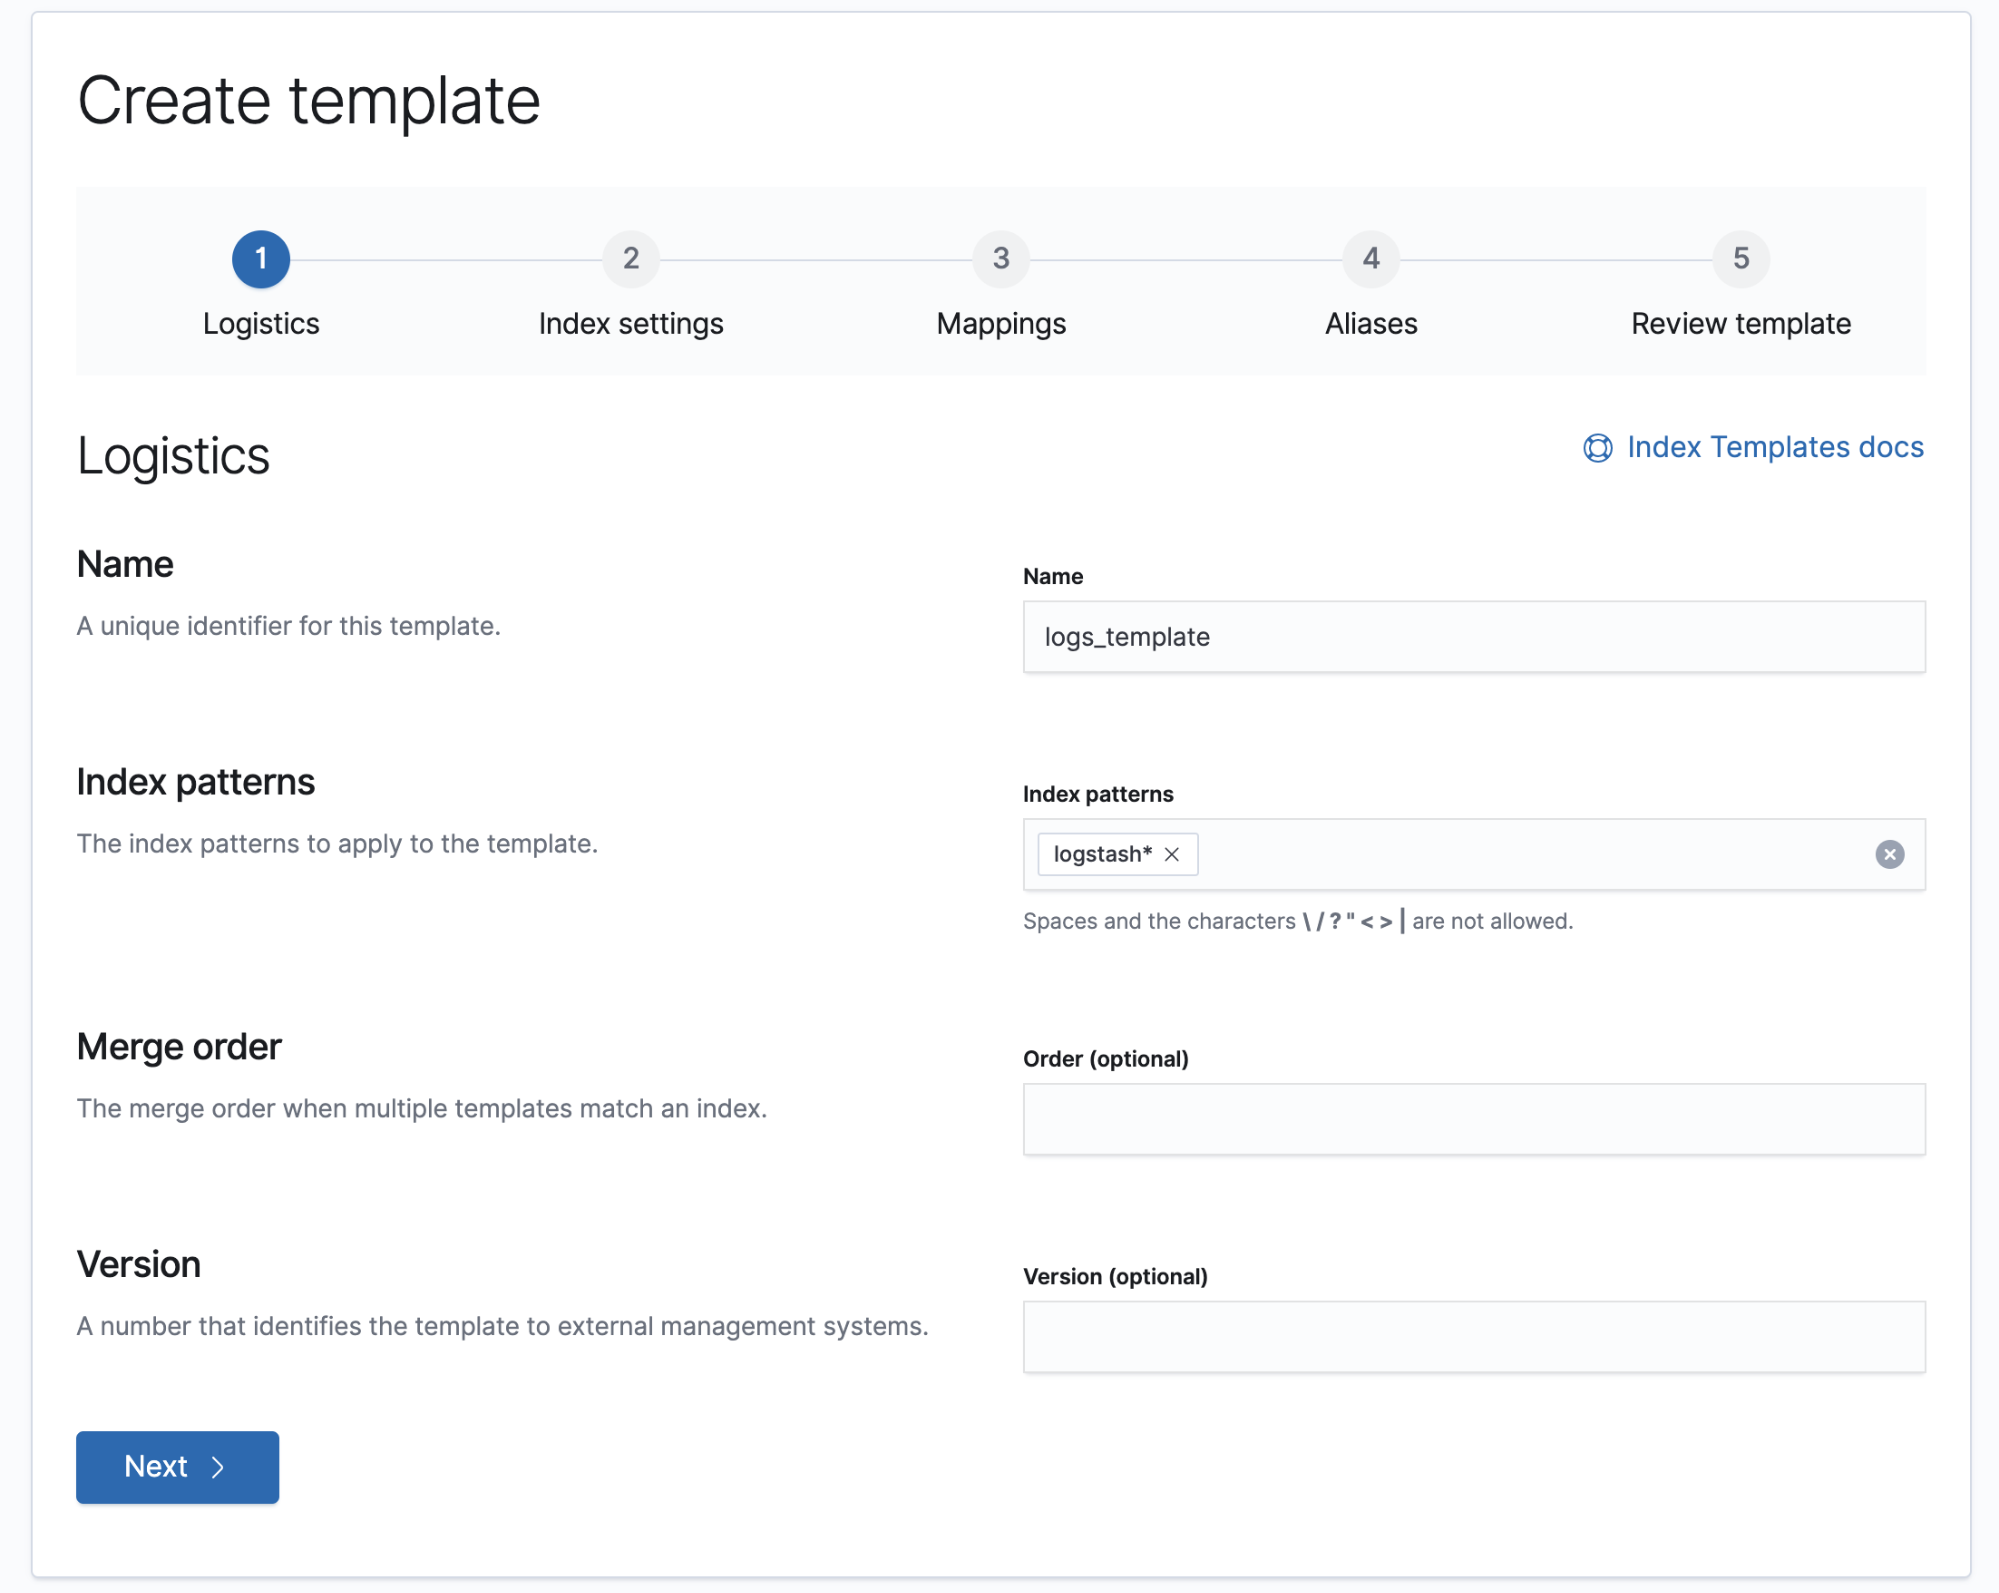 Create template
1
2
3
4
5
Logistics
Index settings
Mappings
Aliases
Review template
Logistics
Index Templates docs
Name
A unique identifier for this template.
Name
logs_template
Index patterns
The index patterns to apply to the template.
Index patterns
logstash*
Spaces and the characters \ / ? " < > | are not allowed.
Merge order
The merge order when multiple templates match an index.
Order (optional)
Version
A number that identifies the template to external management systems.
Version (optional)
Next